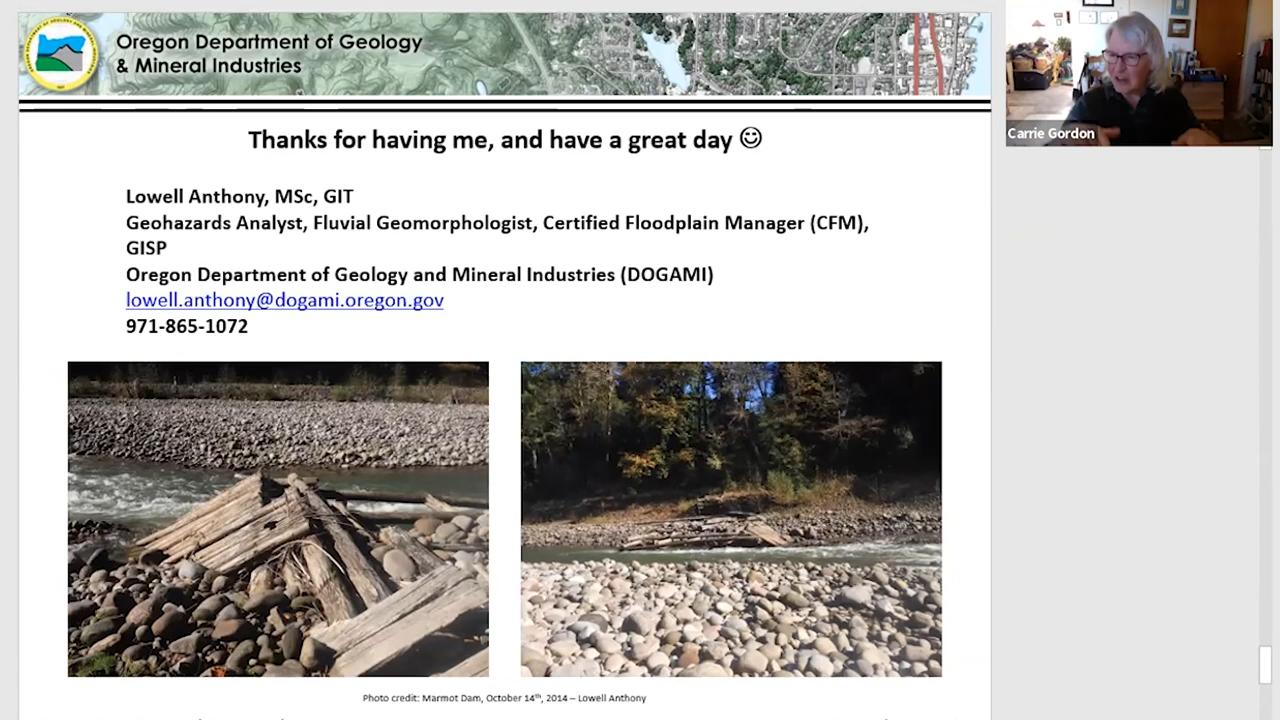 Oregon Department of Geology
& Mineral Industries
Carrie Gordon
Thanks for having me, and have a great day ☺
Lowell Anthony, MSc, GIT
Geohazards Analyst, Fluvial Geomorphologist, Certified Floodplain Manager (CFM),
GISP
Oregon Department of Geology and Mineral Industries (DOGAMI)
lowell.anthony@dogami.oregon.gov
971-865-1072
Photo credit: Marmot Dam, October 14th, 2014 – Lowell Anthony